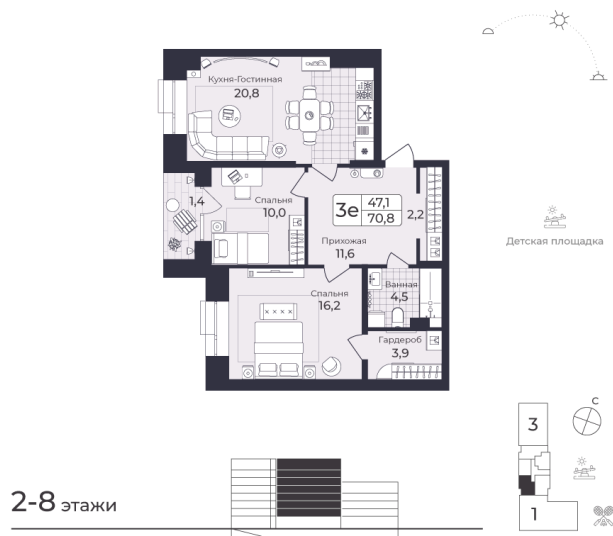 Кухня-Гостинная
20,8
1,4
Спальня
10,0
3е
47,1
70,8
2,2
Прихожая
11,6
Детская площадка
Спальня
16,2
Ванная
4,5
Гардероб
3,9
С
3
1
2-8 этажи